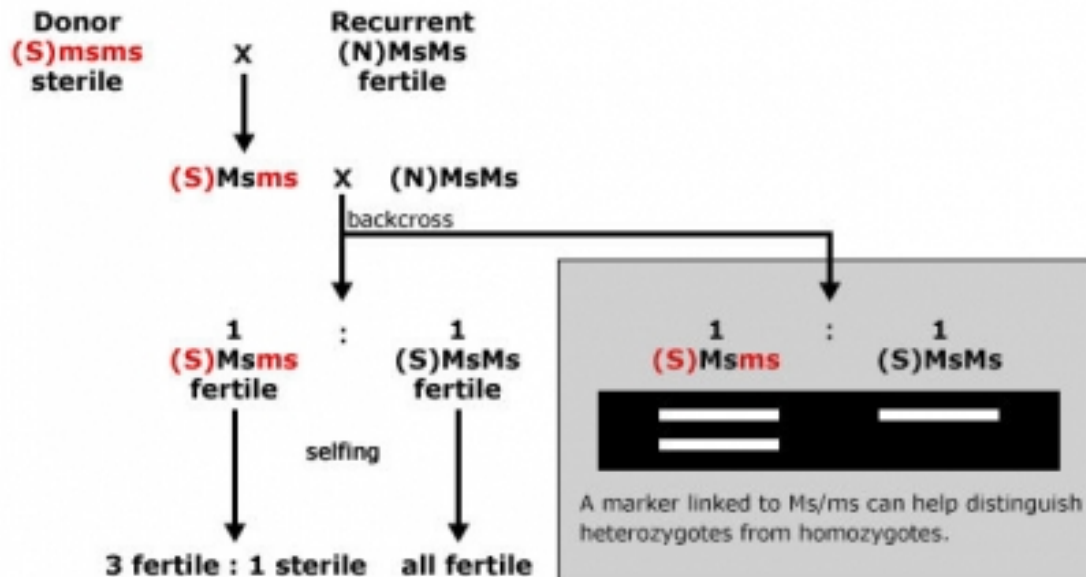 Donor
(S)msms
sterile
X
Recurrent
(N)MsMs
fertile
(S)Msms X (N)MsMs
backcross
1 : 1
(S)Msms (S)MsMs
fertile fertile
selfing
3 fertile : 1 sterile all fertile
1 : 1
(S)Msms (S)MsMs
A marker linked to Ms/ms can help distinguish
heterozygotes from homozygotes.